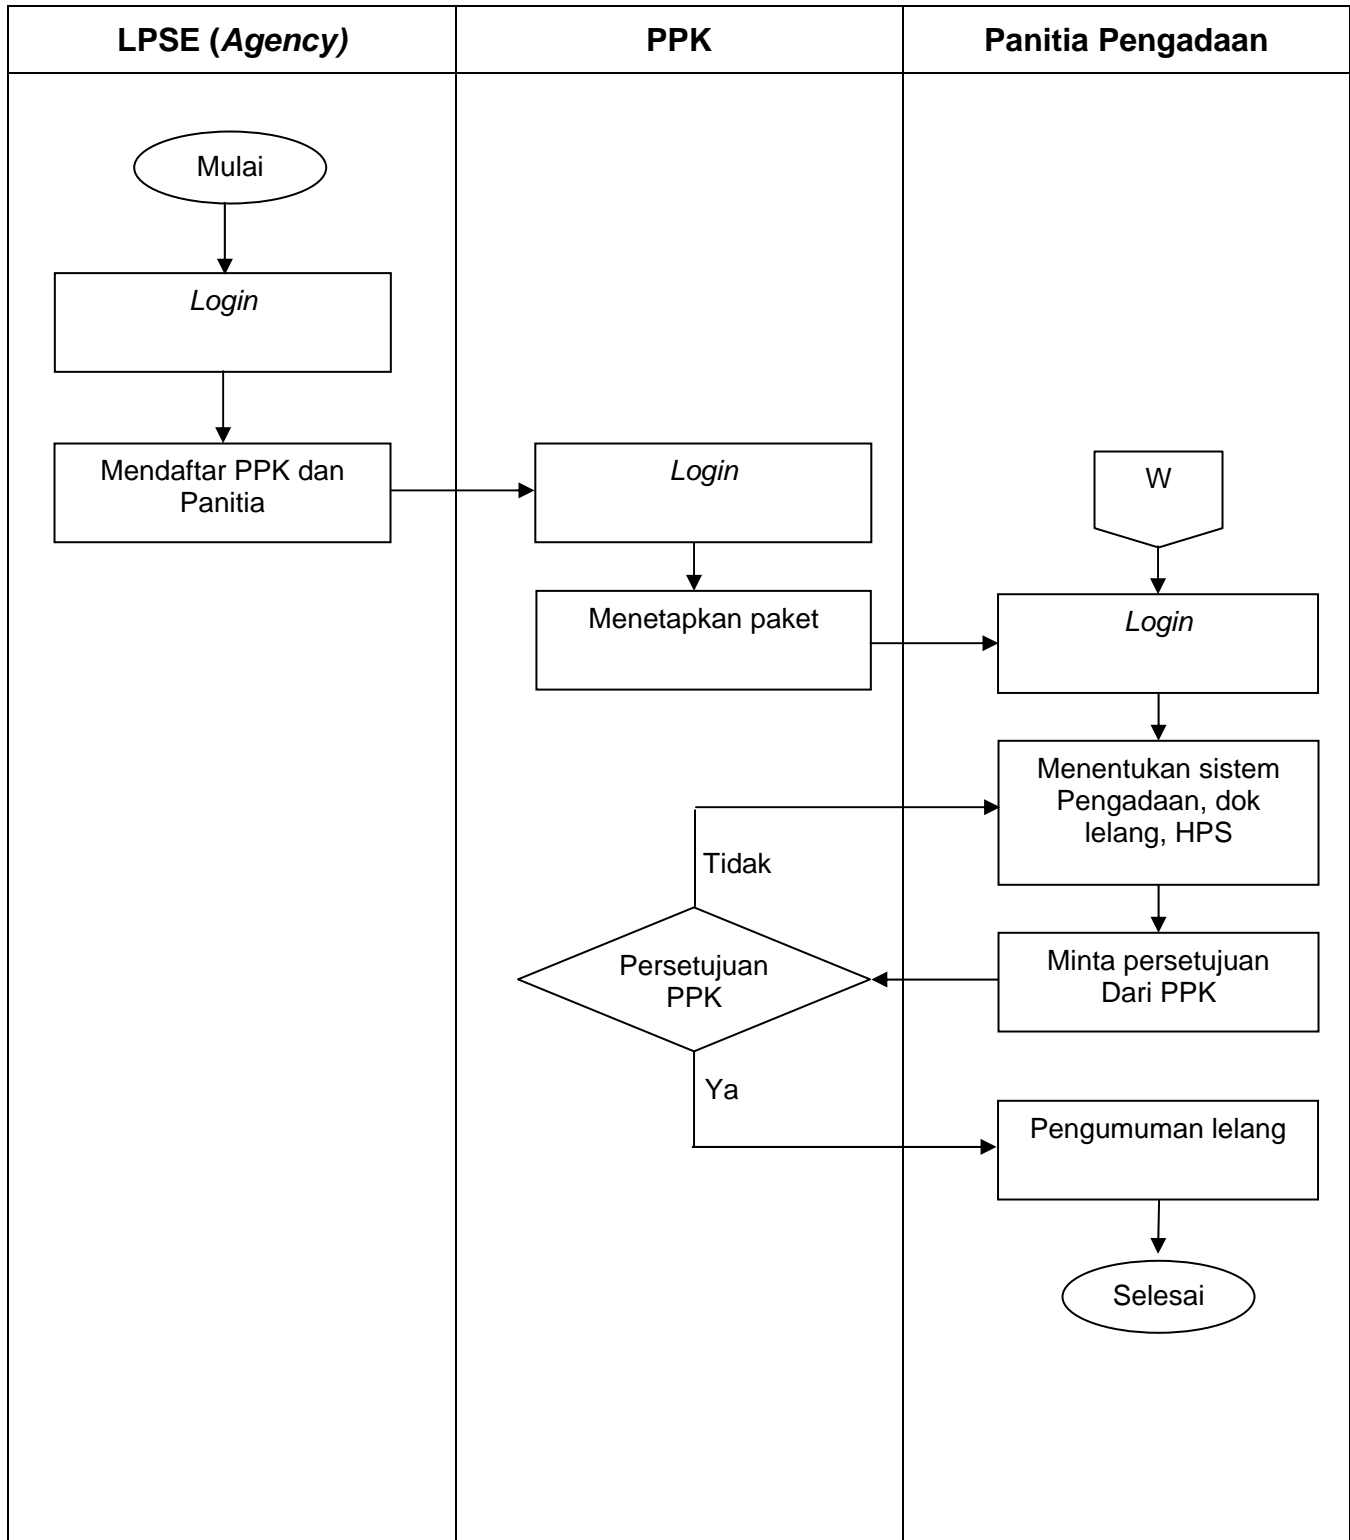 LPSE (Agency)
PPK
Panitia Pengadaan
Mulai
Login
Mendaftar PPK dan
Panitia
Login
W
Menetapkan paket
Login
Menentukan sistem
Pengadaan, dok
lelang, HPS
Tidak
Persetujuan
PPK
Minta persetujuan
Dari PPK
Ya
Pengumuman lelang
Selesai